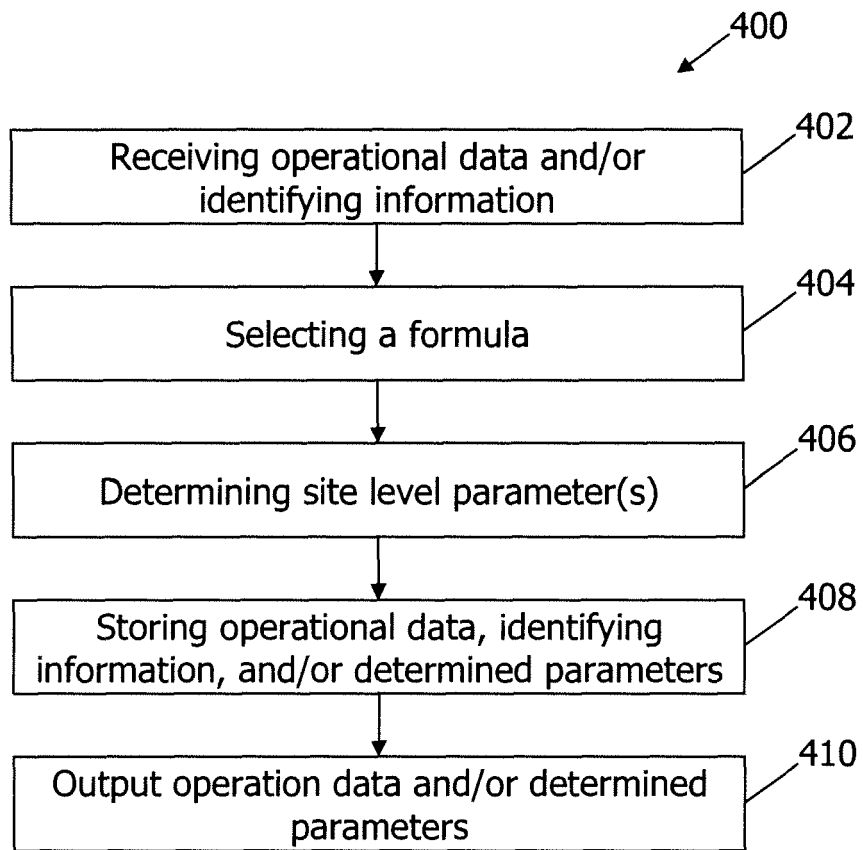 400
402
Receiving operational data and/or
identifying information
404
Selecting a formula
406
Determining site level parameter(s)
408
Storing operational data, identifying
information, and/or determined parameters
410
Output operation data and/or determined
parameters